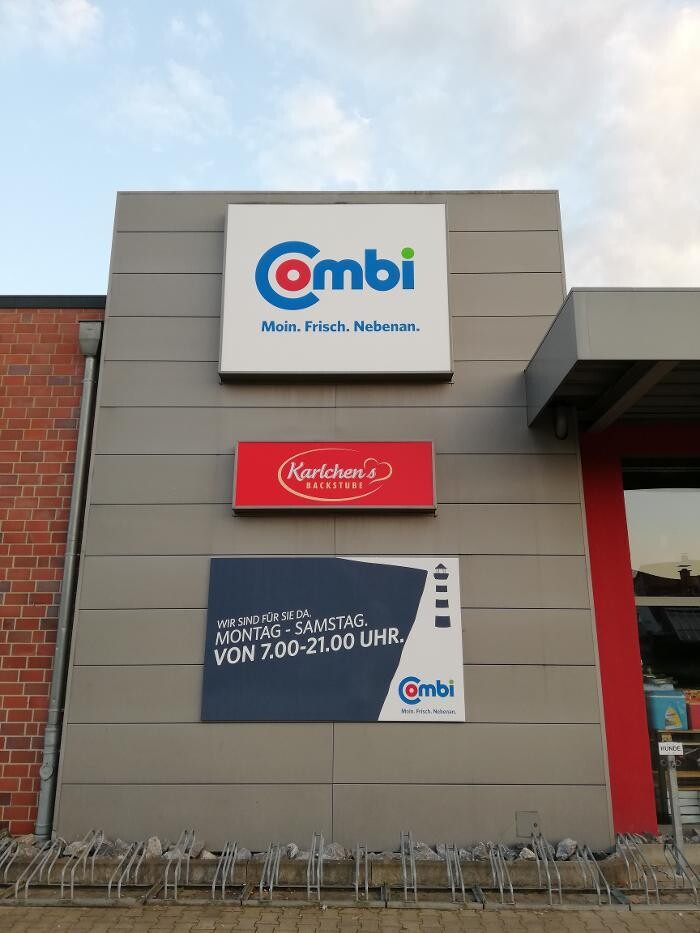 Combi
Moin. Frisch. Nebenan.
Karlchen's
BACKSTUBE
WIR SIND FÜR SIE DA.
MONTAG - SAMSTAG.
VON 7.00-21.00 UHR.
Combi
Moin. Frisch. Nebenan.
KUNDE